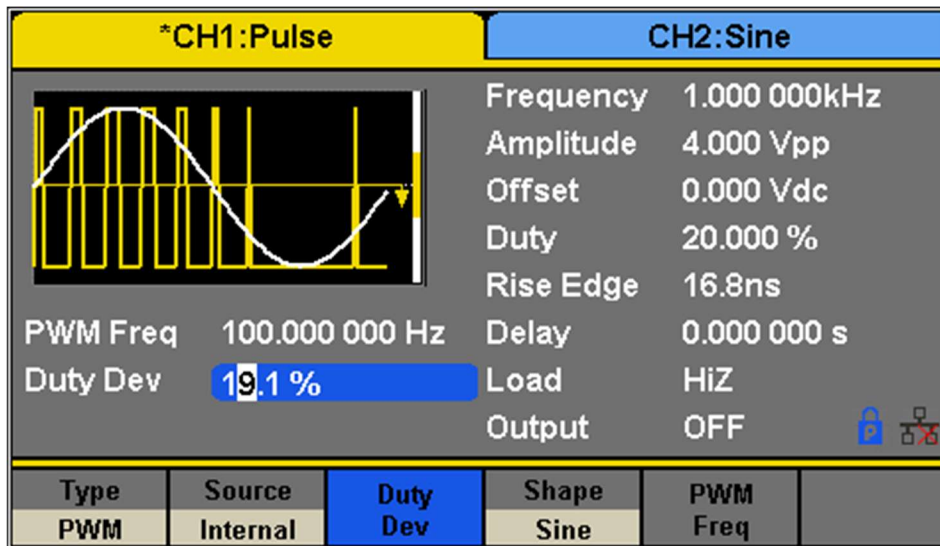 *CH1:Pulse
CH2:Sine
Frequency 1.000 000kHz
Amplitude 4.000 Vpp
Offset 0.000 Vdc
Duty 20.000 %
Rise Edge 16.8ns
PWM Freq 100.000 000 Hz
Delay 0.000 000 s
Duty Dev 19.1 %
Load HiZ
Output OFF
P
Type
PWM
Source
Internal
Duty
Dev
Shape
Sine
PWM
Freq